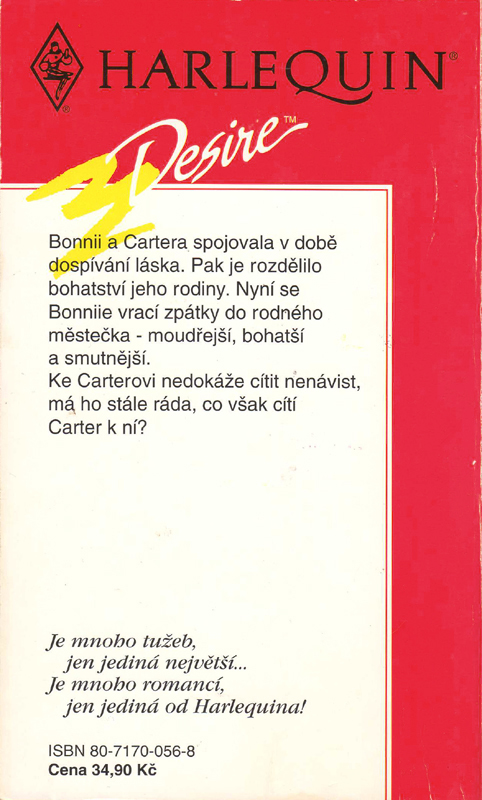 HARLEQUIN®
®
Desire™
Bonnii a Cartera spojovala v době
dospívání láska. Pak je rozdělilo
bohatství jeho rodiny. Nyní se
Bonniie vrací zpátky do rodného
městečka - moudřejší, bohatší
a smutnější.
Ke Carterovi nedokáže cítit nenávist,
má ho stále ráda, co však cítí
Carter k ní?
Je mnoho tužeb,
jen jediná největší...
Je mnoho romancí,
jen jediná od Harlequina!
ISBN 80-7170-056-8
Cena 34,90 Kč